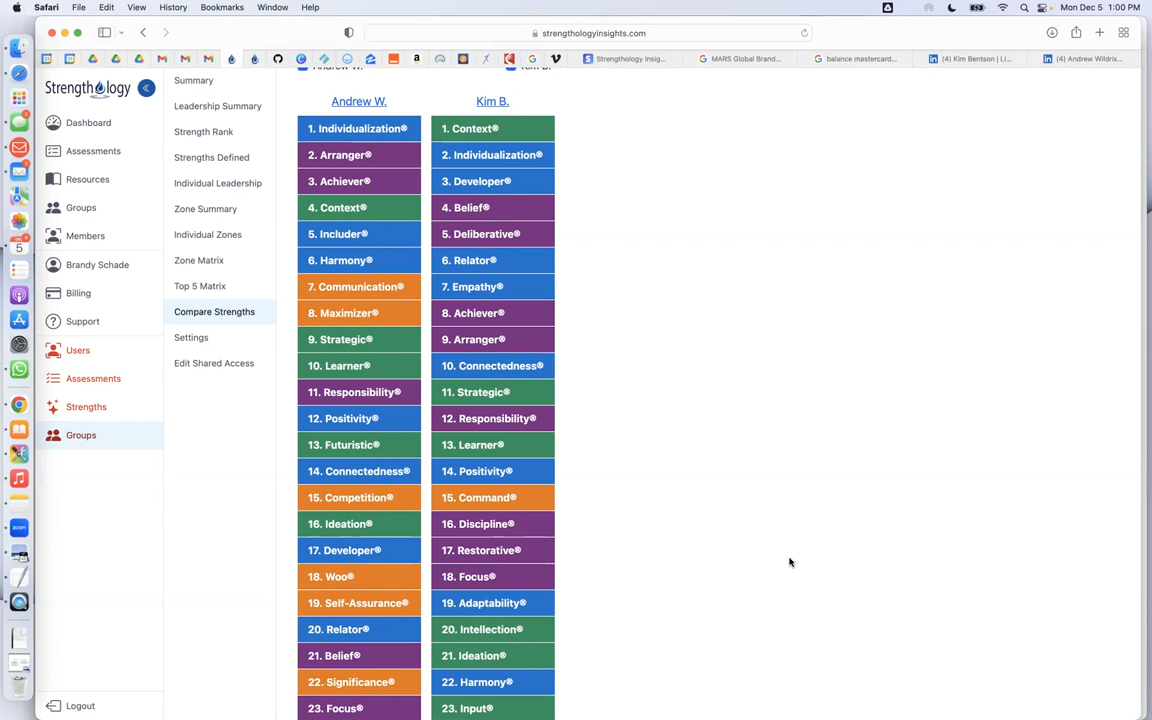 Safari File Edit View History Bookmarks Window Help
Mon Dec 5 1:00 PM
strengthologyinsights.com
Strengthology Insig...
MARS Global Brand...
balance mastercard...
(4) Kim Bentson | Li...
(4) Andrew Wildrix...
Strengthology
Dashboard
Assessments
Resources
Groups
Members
Brandy Schade
Billing
Support
Users
Assessments
Strengths
Groups
Logout
Summary
Leadership Summary
Strength Rank
Strengths Defined
Individual Leadership
Zone Summary
Individual Zones
Zone Matrix
Top 5 Matrix
Compare Strengths
Settings
Edit Shared Access
Andrew W.
1. Individualization®
2. Arranger®
3. Achiever®
4. Context®
5. Includer®
6. Harmony®
7. Communication®
8. Maximizer®
9. Strategic®
10. Learner®
11. Responsibility®
12. Positivity®
13. Futuristic®
14. Connectedness®
15. Competition®
16. Ideation®
17. Developer®
18. Woo®
19. Self-Assurance®
20. Relator®
21. Belief®
22. Significance®
23. Focus®
Kim B.
1. Context®
2. Individualization®
3. Developer®
4. Belief®
5. Deliberative®
6. Relator®
7. Empathy®
8. Achiever®
9. Arranger®
10. Connectedness®
11. Strategic®
12. Responsibility®
13. Learner®
14. Positivity®
15. Command®
16. Discipline®
17. Restorative®
18. Focus®
19. Adaptability®
20. Intellection®
21. Ideation®
22. Harmony®
23. Input®